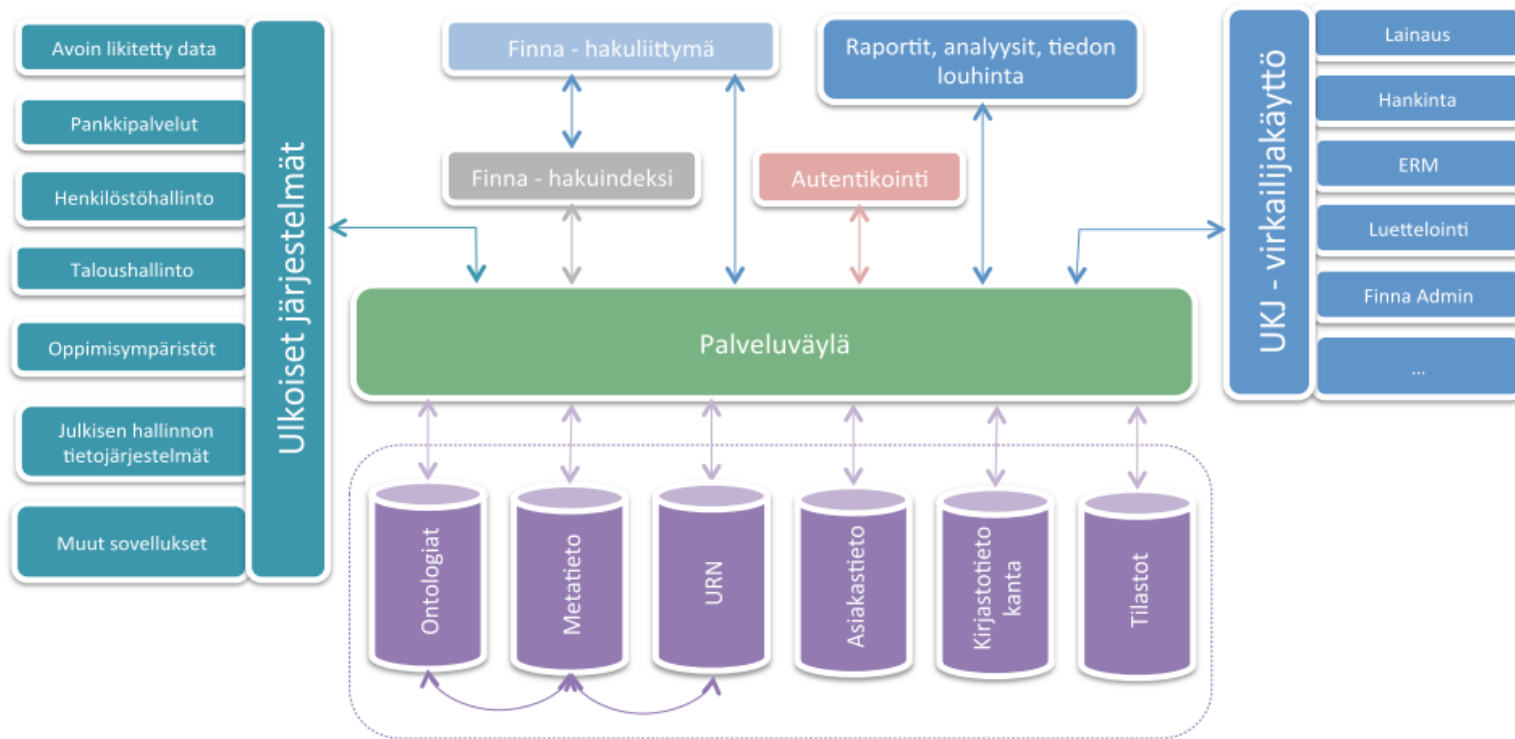 Avoin likitetty data
Pankkipalvelut
Henkilöstöhallinto
Taloushallinto
Oppimisympäristöt
Julkisen hallinnon
tietojärjestelmät
Muut sovellukset
Ulkoiset järjestelmät
Finna - hakuliittymä
Finna - hakuindeksi
Raportit, analyysit, tiedon
louhinta
Autentikointi
Palveluväylä
Ontologiat
Metatieto
URN
Asiakastieto
Kirjastotieto
kanta
Tilastot
UKJ - virkailijakäyttö
Lainaus
Hankinta
ERM
Luettelointi
Finna Admin
...